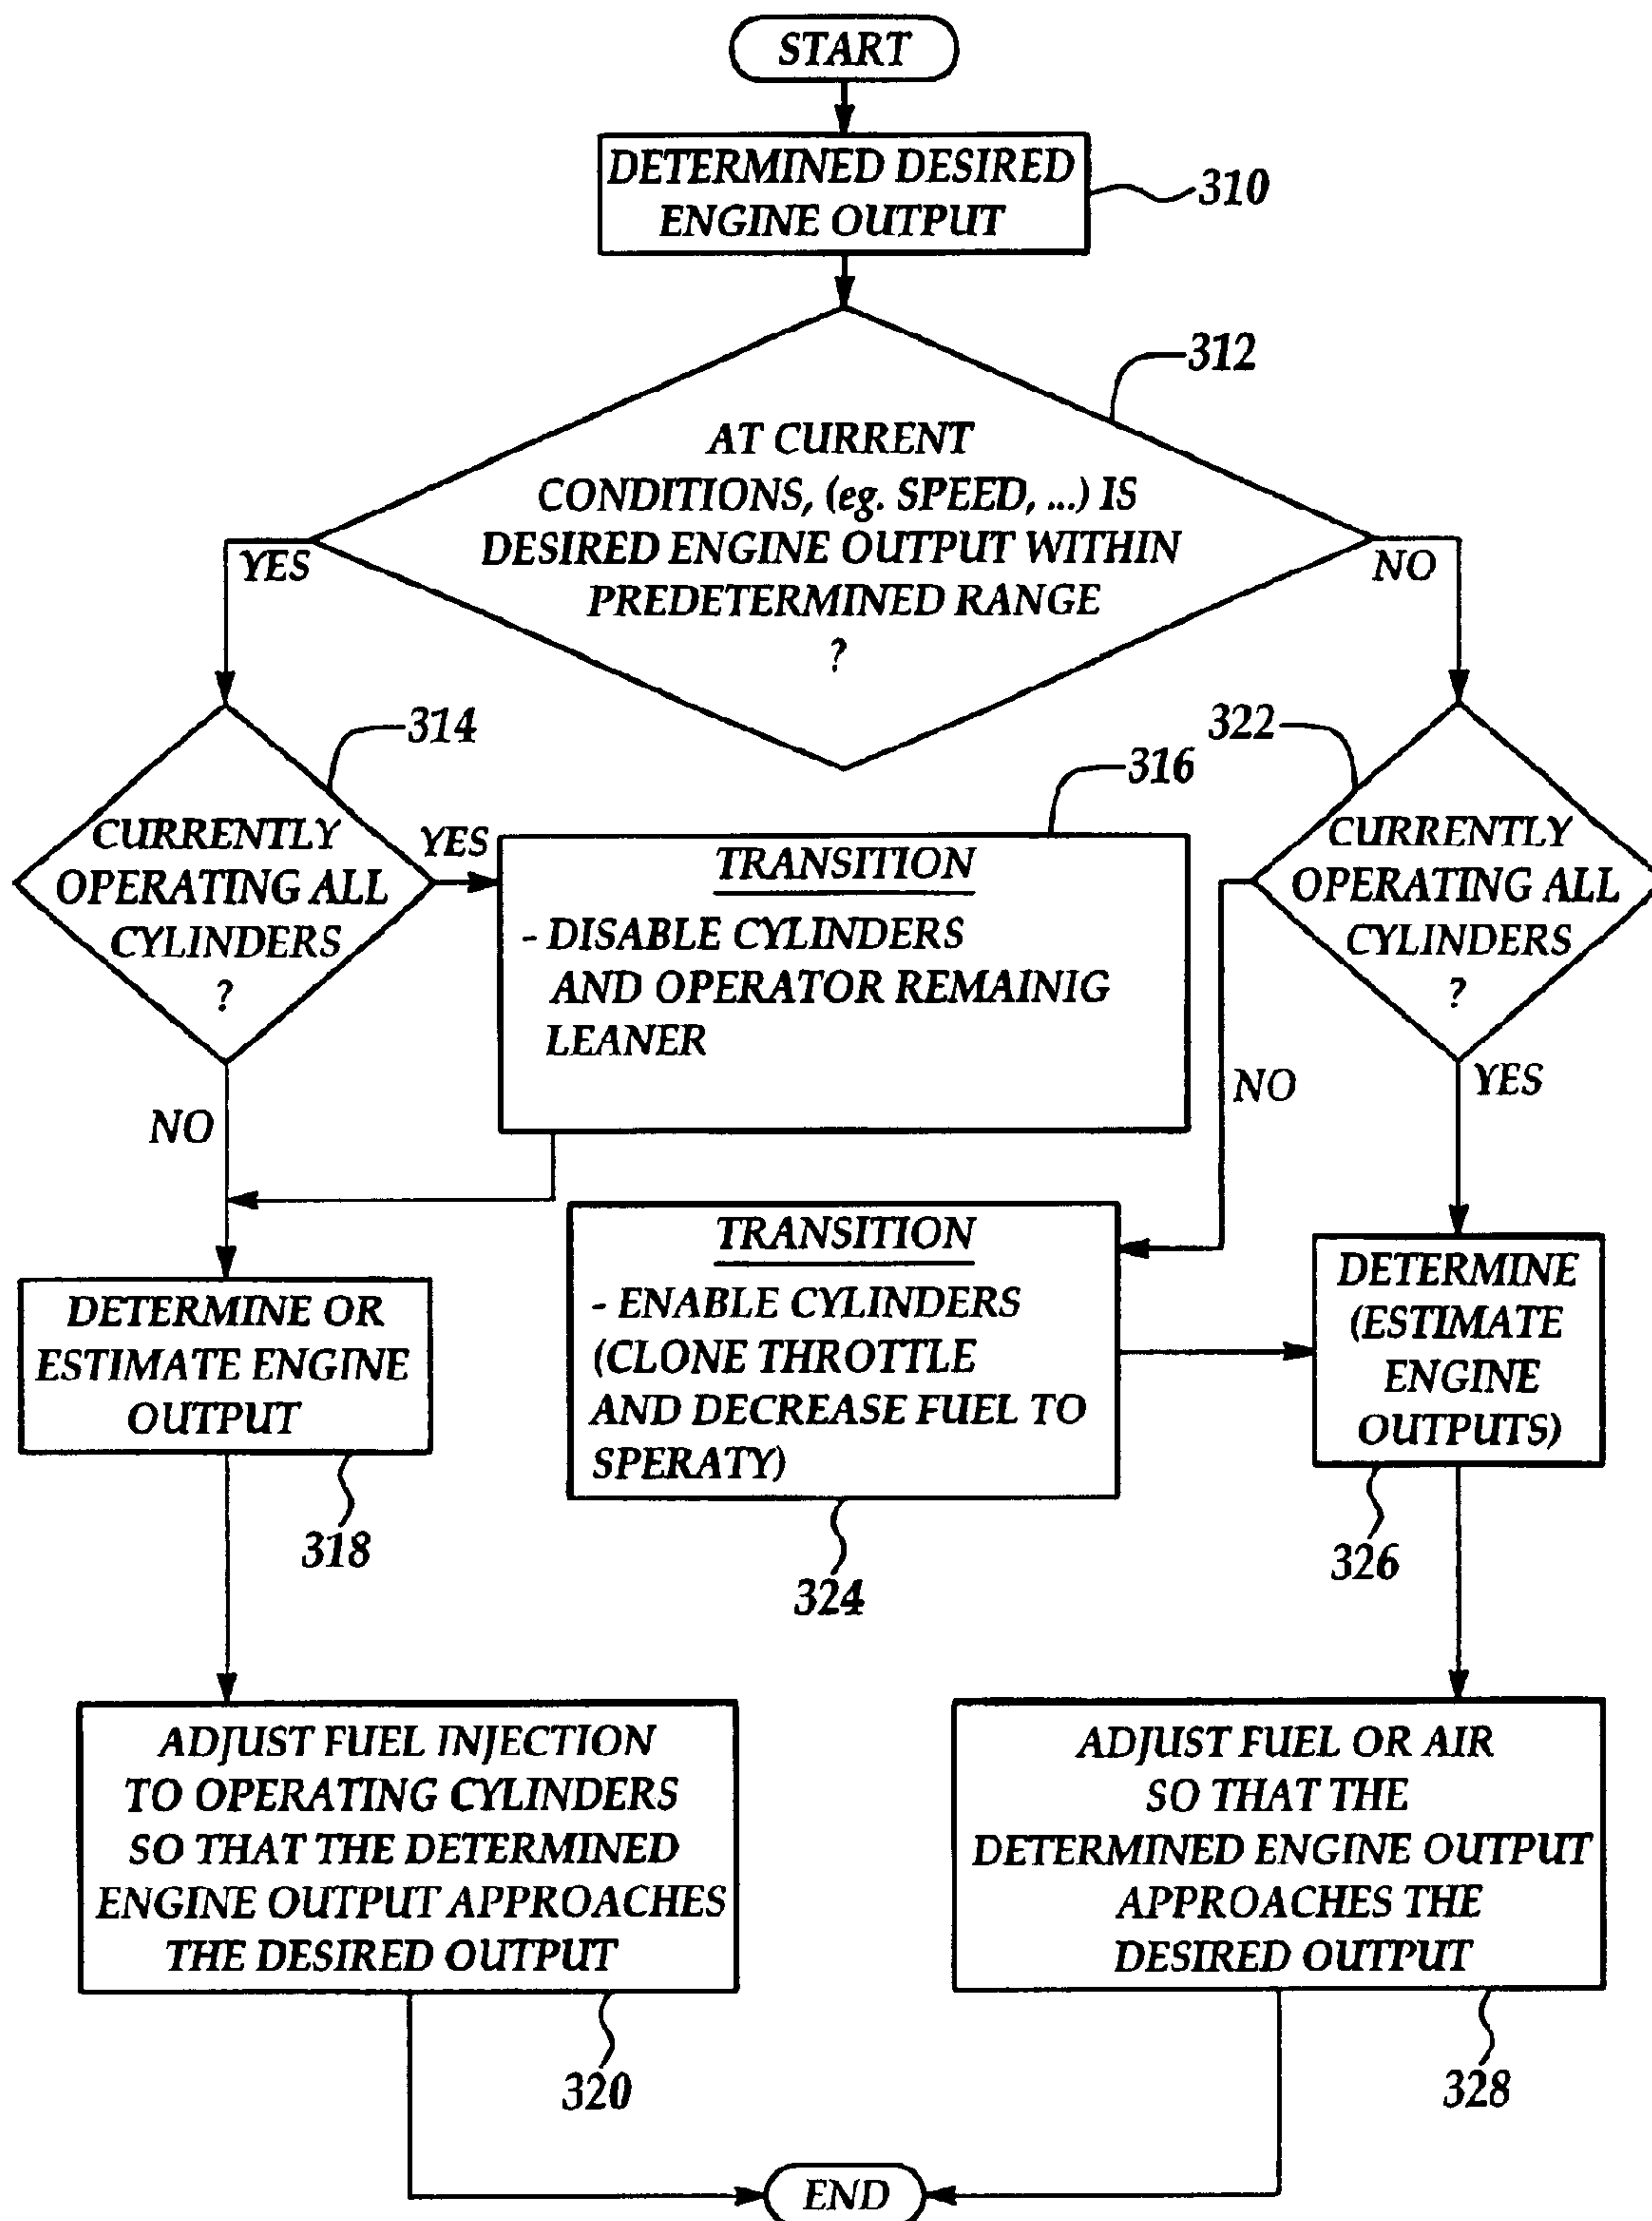 START
DETERMINED DESIRED
ENGINE OUTPUT
310
312
AT CURRENT
CONDITIONS, (eg. SPEED, ...) IS
DESIRED ENGINE OUTPUT WITHIN
PREDETERMINED RANGE
?
YES
NO
314
CURRENTLY
OPERATING ALL
CYLINDERS
?
YES
NO
316
TRANSITION
- DISABLE CYLINDERS
AND OPERATOR REMAINIG
LEANER
322
CURRENTLY
OPERATING ALL
CYLINDERS
?
NO
YES
TRANSITION
- ENABLE CYLINDERS
(CLONE THROTTLE
AND DECREASE FUEL TO
SPERATY)
324
DETERMINE OR
ESTIMATE ENGINE
OUTPUT
318
DETERMINE
(ESTIMATE
ENGINE
OUTPUTS)
326
ADJUST FUEL INJECTION
TO OPERATING CYLINDERS
SO THAT THE DETERMINED
ENGINE OUTPUT APPROACHES
THE DESIRED OUTPUT
320
ADJUST FUEL OR AIR
SO THAT THE
DETERMINED ENGINE OUTPUT
APPROACHES THE
DESIRED OUTPUT
328
END